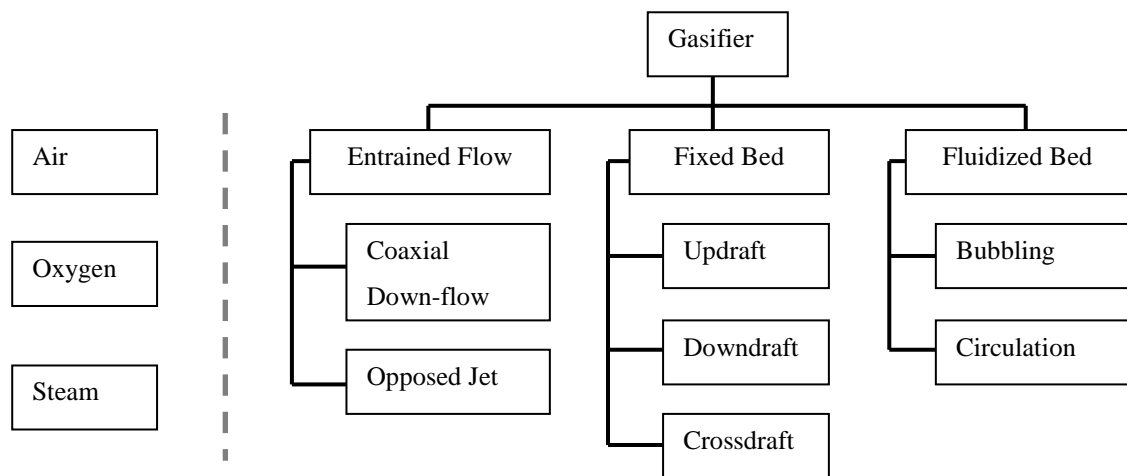 Gasifier
Air
Oxygen
Steam
Entrained Flow
Coaxial
Down-flow
Opposed Jet
Fixed Bed
Updraft
Downdraft
Crossdraft
Fluidized Bed
Bubbling
Circulation